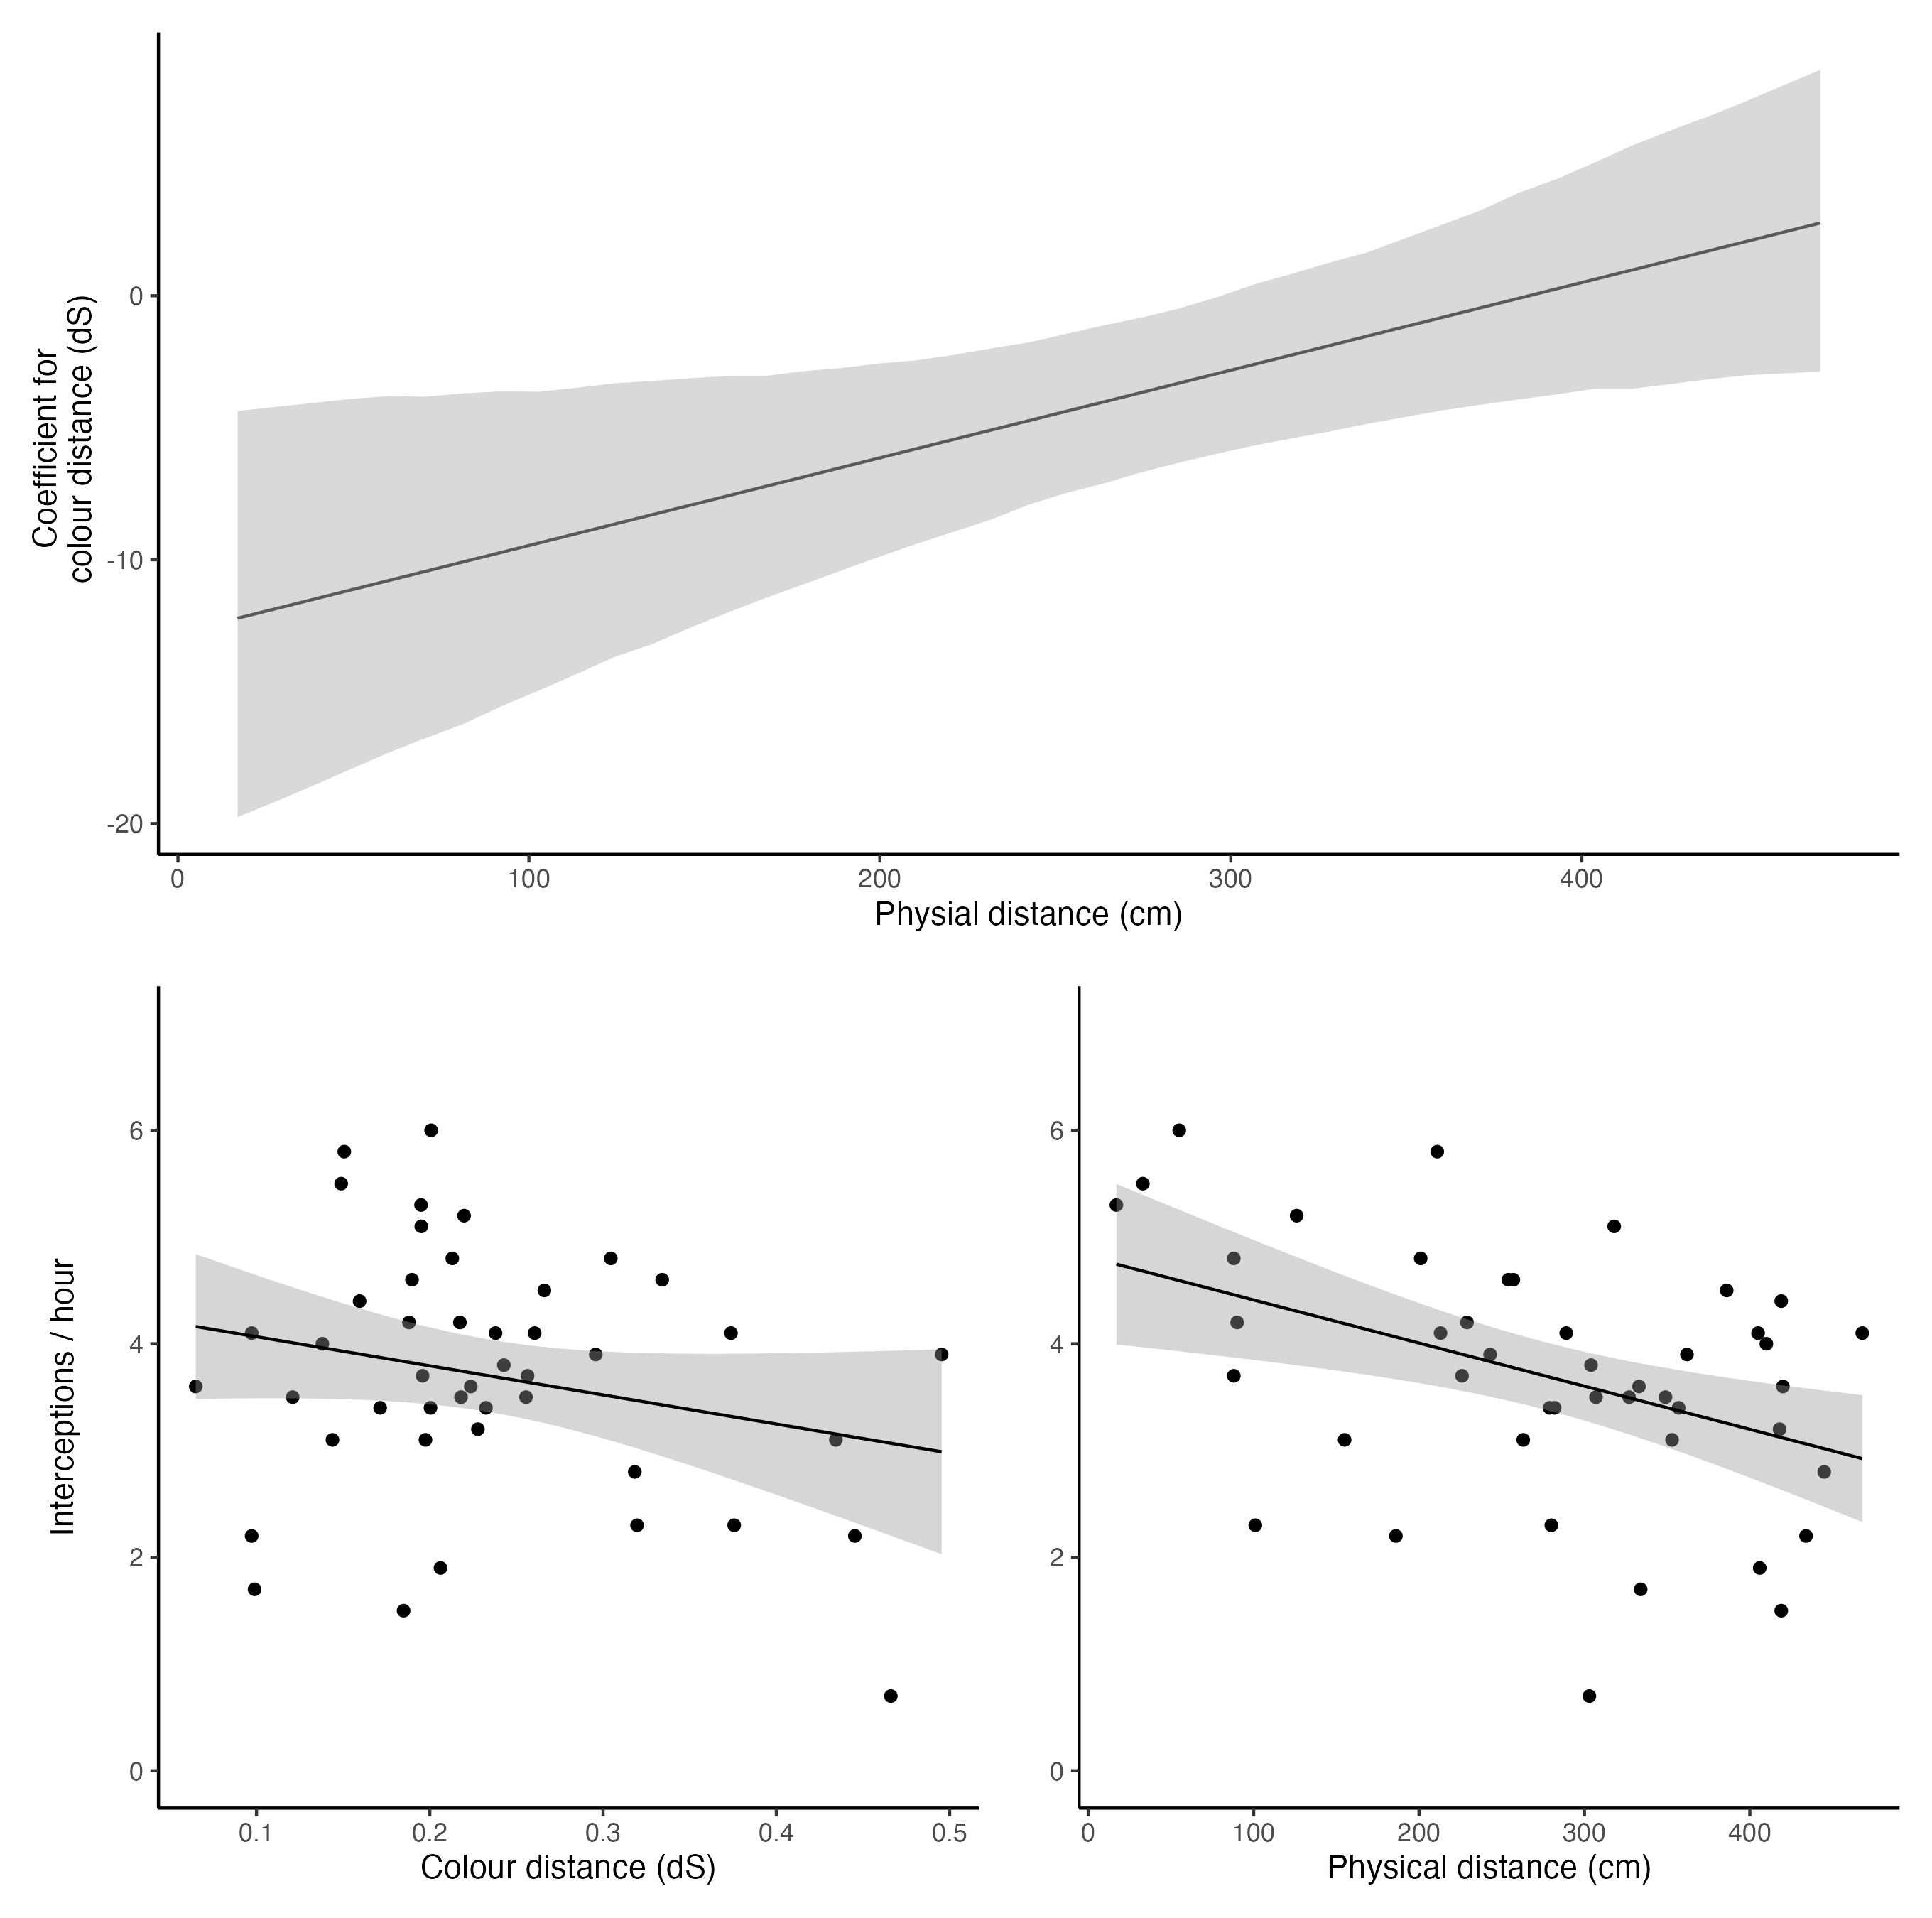 Coefficient for
colour distance (dS)
0
-10
-20
0 100 200 300 400
Physial distance (cm)
Interceptions / hour
6
4
2
0
0.1 0.2 0.3 0.4 0.5
Colour distance (dS)
6
4
2
0
0 100 200 300 400
Physical distance (cm)